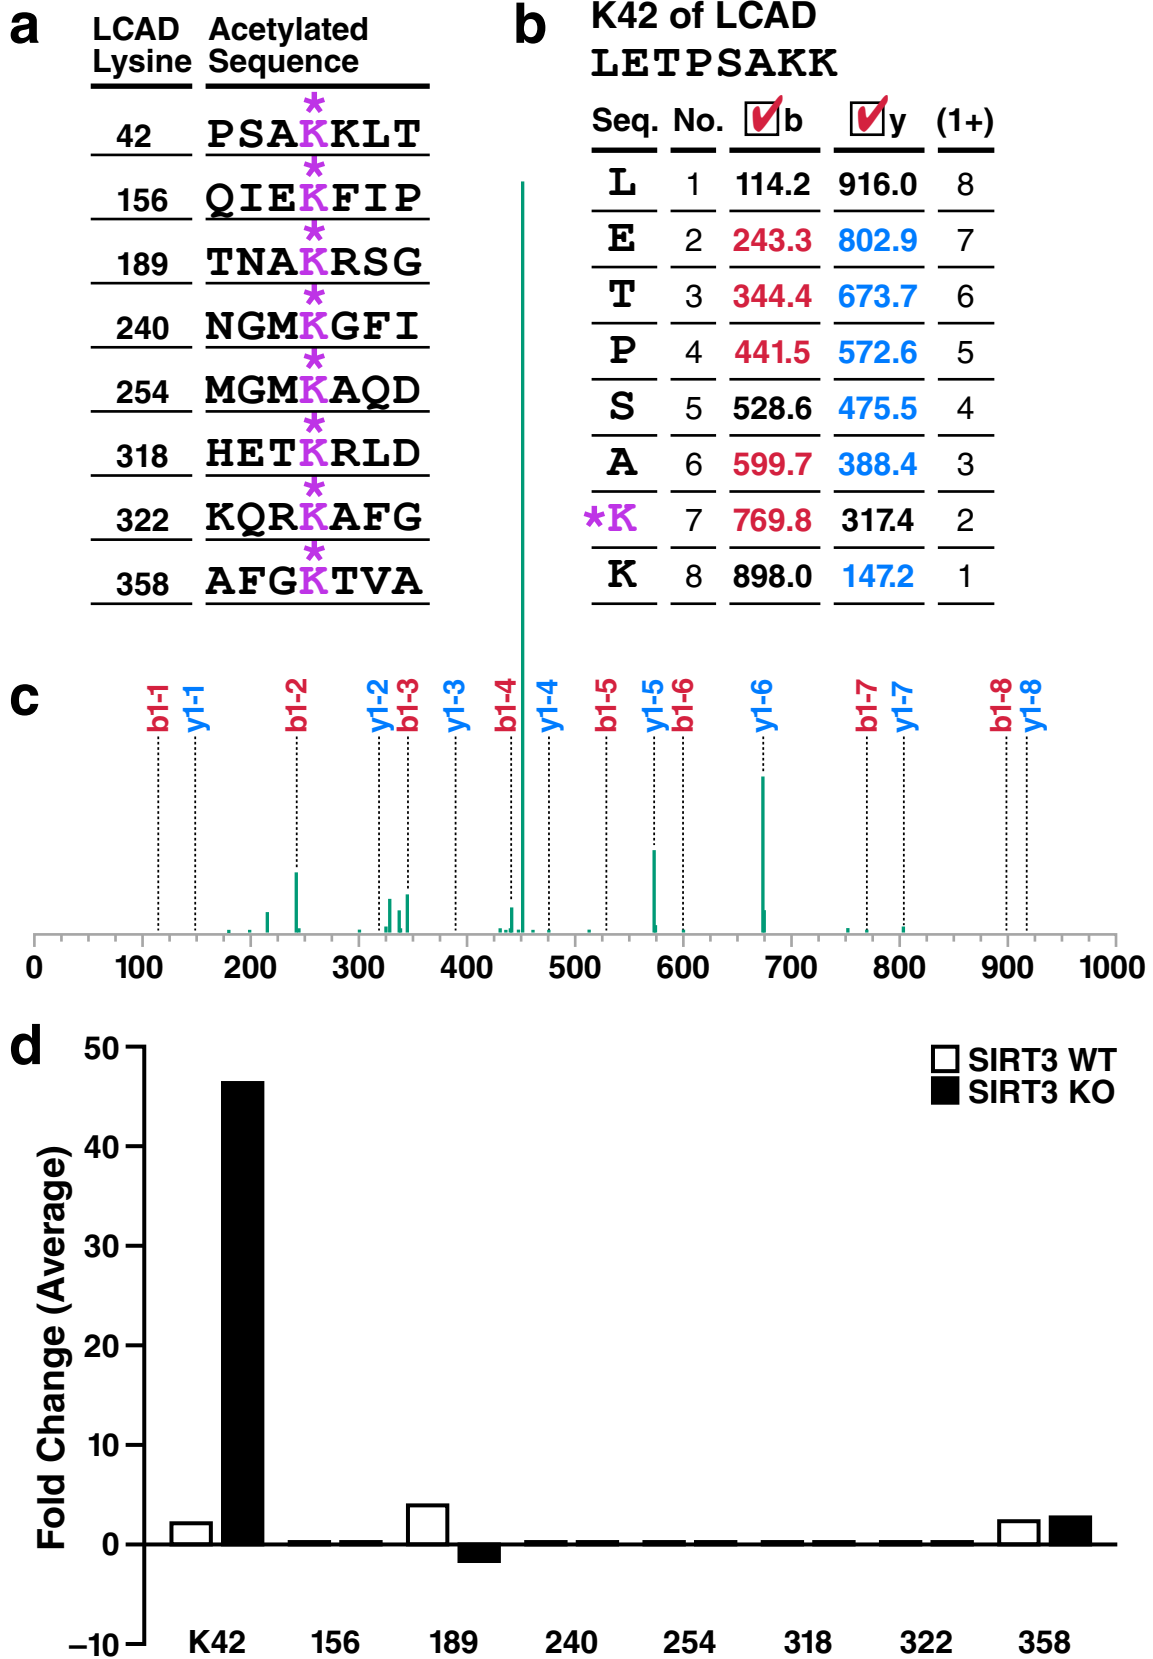 a
LCAD Acetylated
Lysine Sequence
*
42 PSAKKLT
*
156 QIEKFIP
*
189 TNAKRSG
*
240 NGMKGFI
*
254 MGMKAQD
*
318 HETKRLD
*
322 KQRKAFG
*
358 AFGKTVA
b
K42 of LCAD
LETPSAKK
Seq. No. b y (1+)
L 1 114.2 916.0 8
E 2 243.3 802.9 7
T 3 344.4 673.7 6
P 4 441.5 572.6 5
S 5 528.6 475.5 4
A 6 599.7 388.4 3
*K 7 769.8 317.4 2
K 8 898.0 147.2 1
c
b1-1 y1-1 b1-2 y1-2 b1-3 y1-3 b1-4 y1-4 b1-5 y1-5 b1-6 y1-6 b1-7 y1-7 b1-8 y1-8
0 100 200 300 400 500 600 700 800 900 1000
d
SIRT3 WT
SIRT3 KO
Fold Change (Average)
50
40
30
20
10
0
–10
K42 156 189 240 254 318 322 358